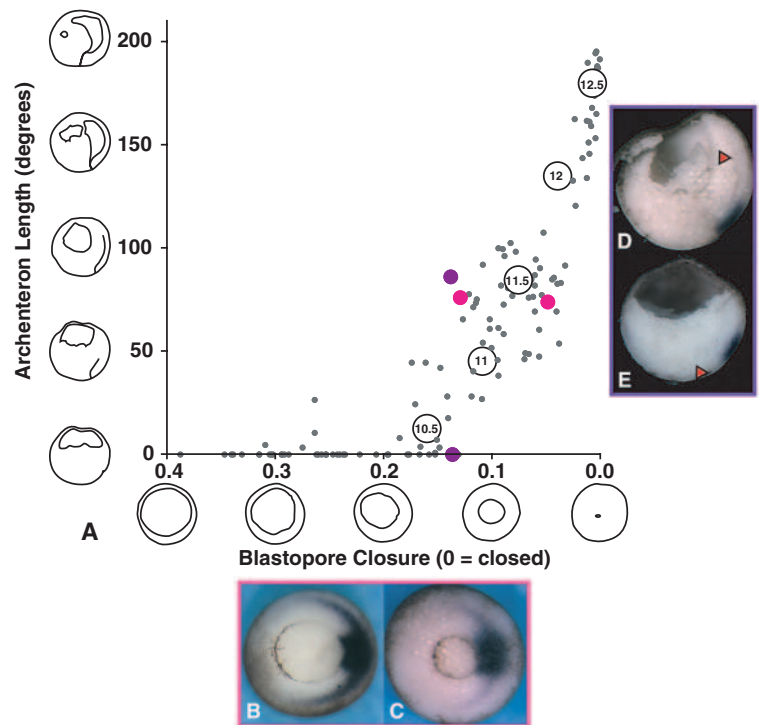 Archenteron Length (degrees)
200
150
100
50
0
12.5
12
11.5
11
10.5
0.4
0.3
0.2
0.1
0.0
A
Blastopore Closure (0 = closed)
D
E
B
C